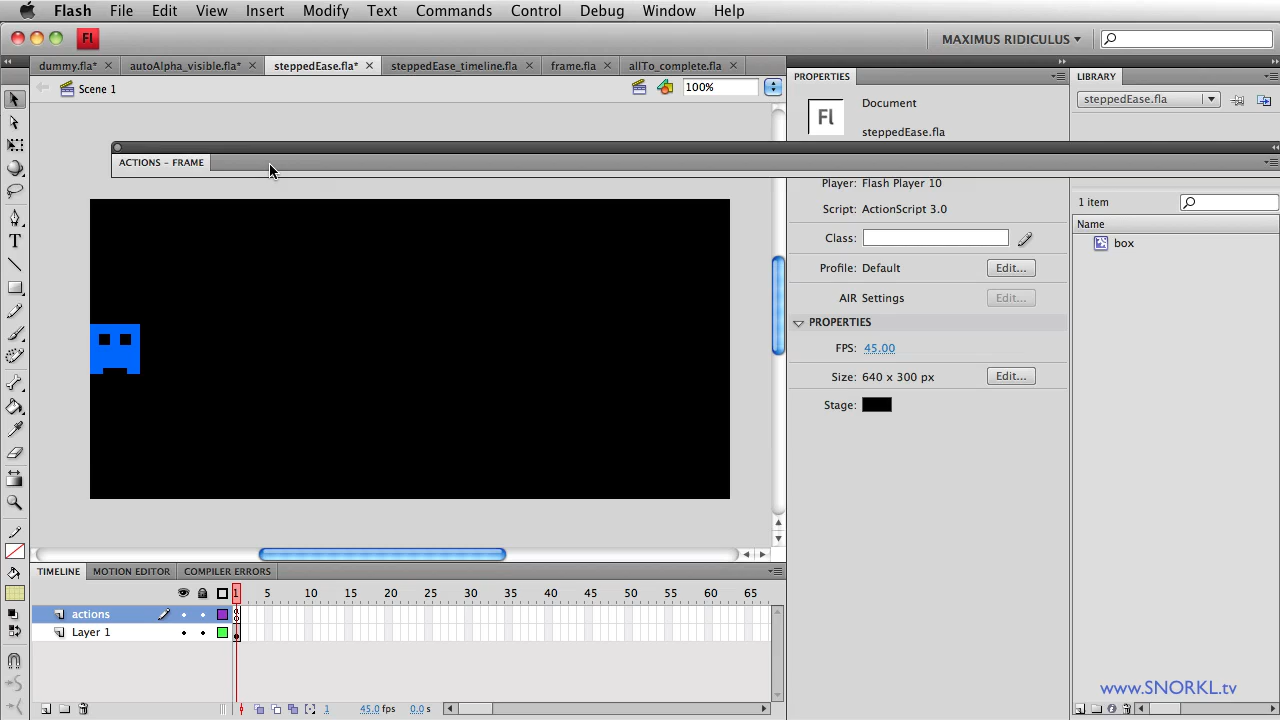 Flash File Edit View Insert Modify Text Commands Control Debug Window Help
Fl MAXIMUS RIDICULUS
dummy.fla* autoAlpha_visible.fla* steppedEase.fla* steppedEase_timeline.fla frame.fla allTo_complete.fla
PROPERTIES LIBRARY
Scene 1 100%
Fl Document
steppedEase.fla
steppedEase.fla
ACTIONS – FRAME
Player: Flash Player 10
Script: ActionScript 3.0
Class:
Profile: Default Edit...
AIR Settings Edit...
PROPERTIES
FPS: 45.00
Size: 640 x 300 px Edit...
Stage:
1 item
Name
box
TIMELINE MOTION EDITOR COMPILER ERRORS
1 5 10 15 20 25 30 35 40 45 50 55 60 65
actions
Layer 1
1 45.0 fps 0.0 s
www.SNORKL.tv